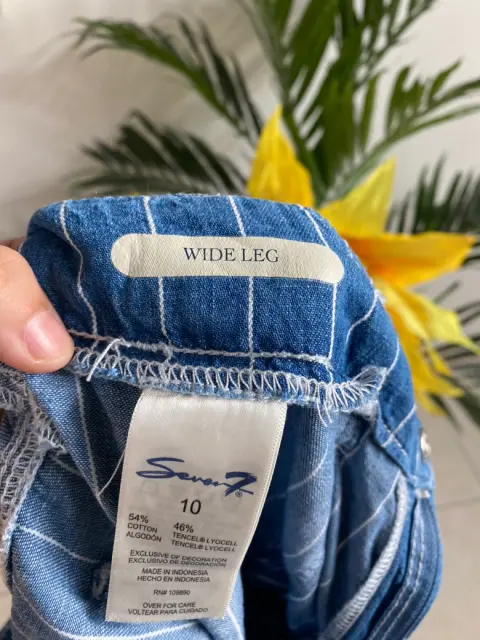 WIDE LEG
Seven7®
10
54% 46%
COTTON TENCEL® LYOCELL
ALGODÓN TENCEL® LYOCELL
EXCLUSIVE OF DECORATION
EXCLUSIVO DE DECORACIÓN
MADE IN INDONESIA
HECHO EN INDONESIA
RN# 109890
OVER FOR CARE
VOLTEAR PARA CUIDADO